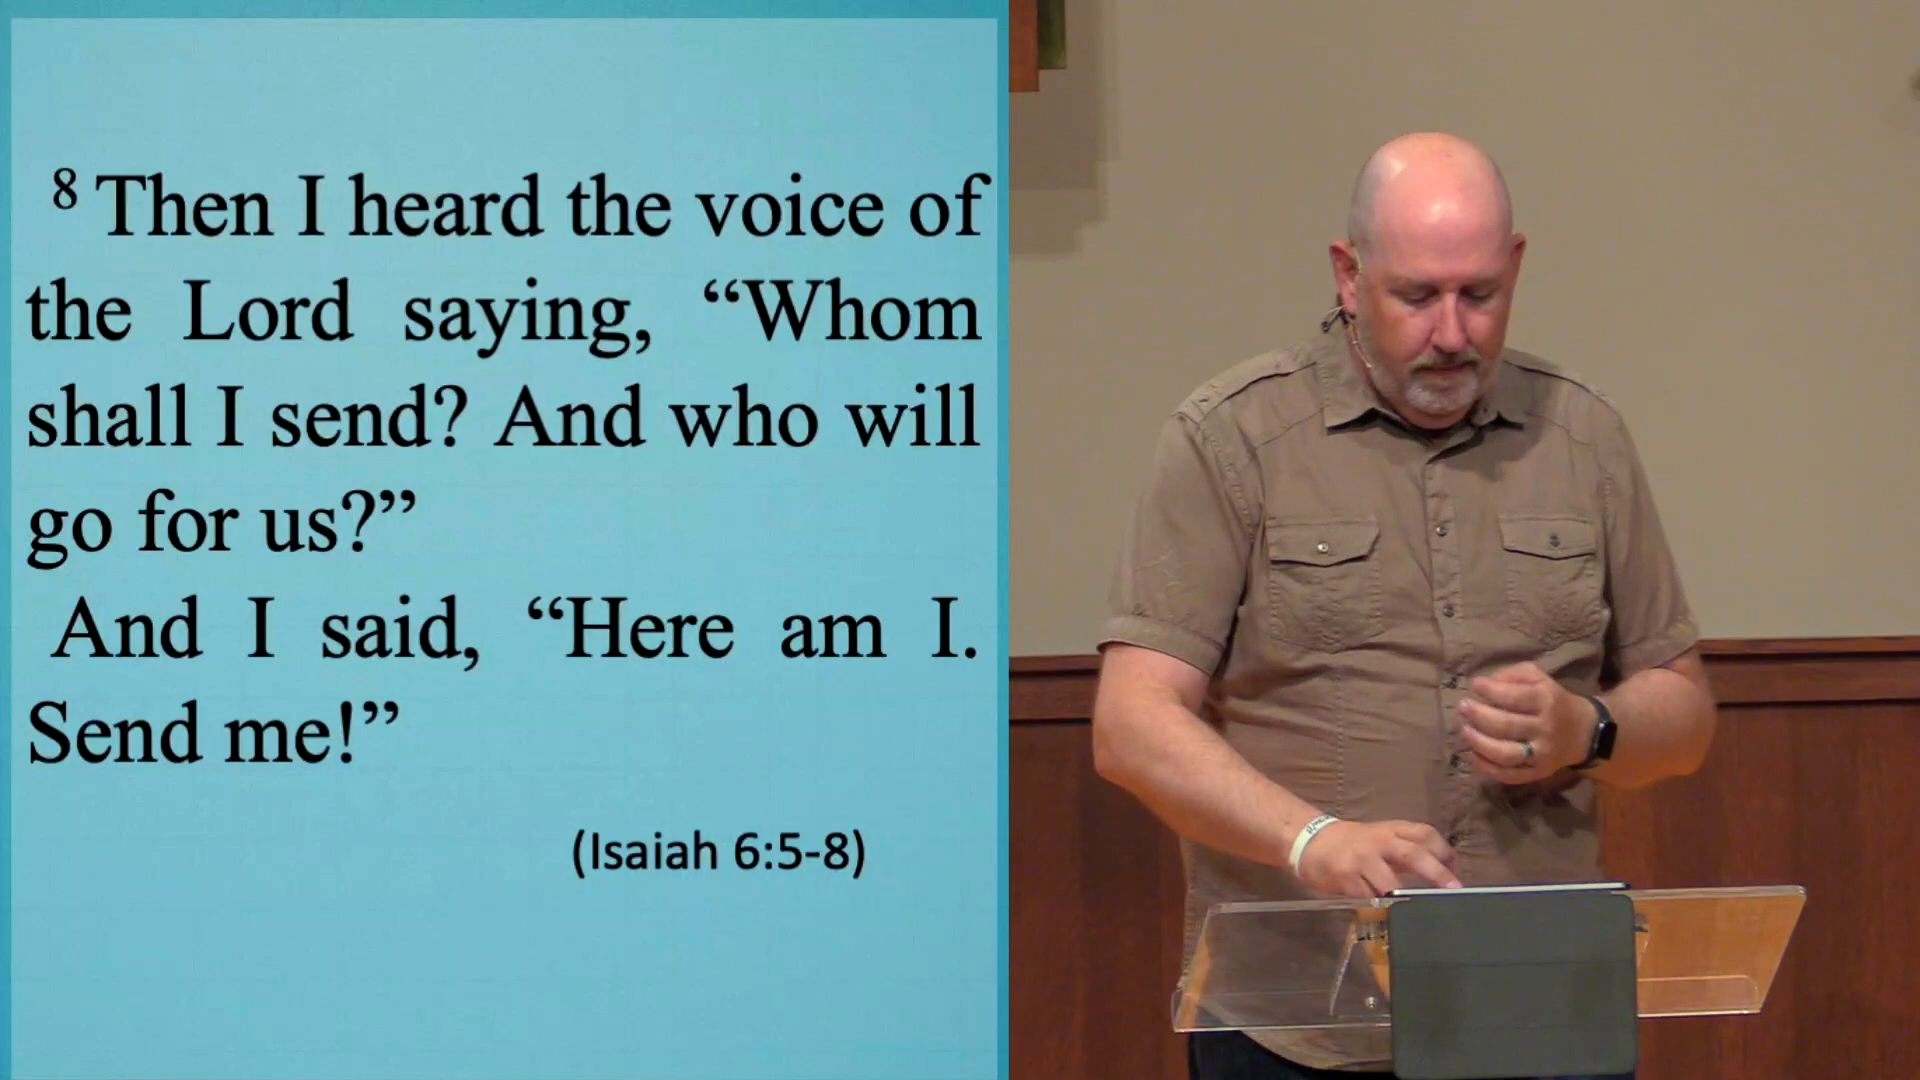 8 Then I heard the voice of
the Lord saying, “Whom
shall I send? And who will
go for us?”
And I said, “Here am I.
Send me!”
(Isaiah 6:5-8)